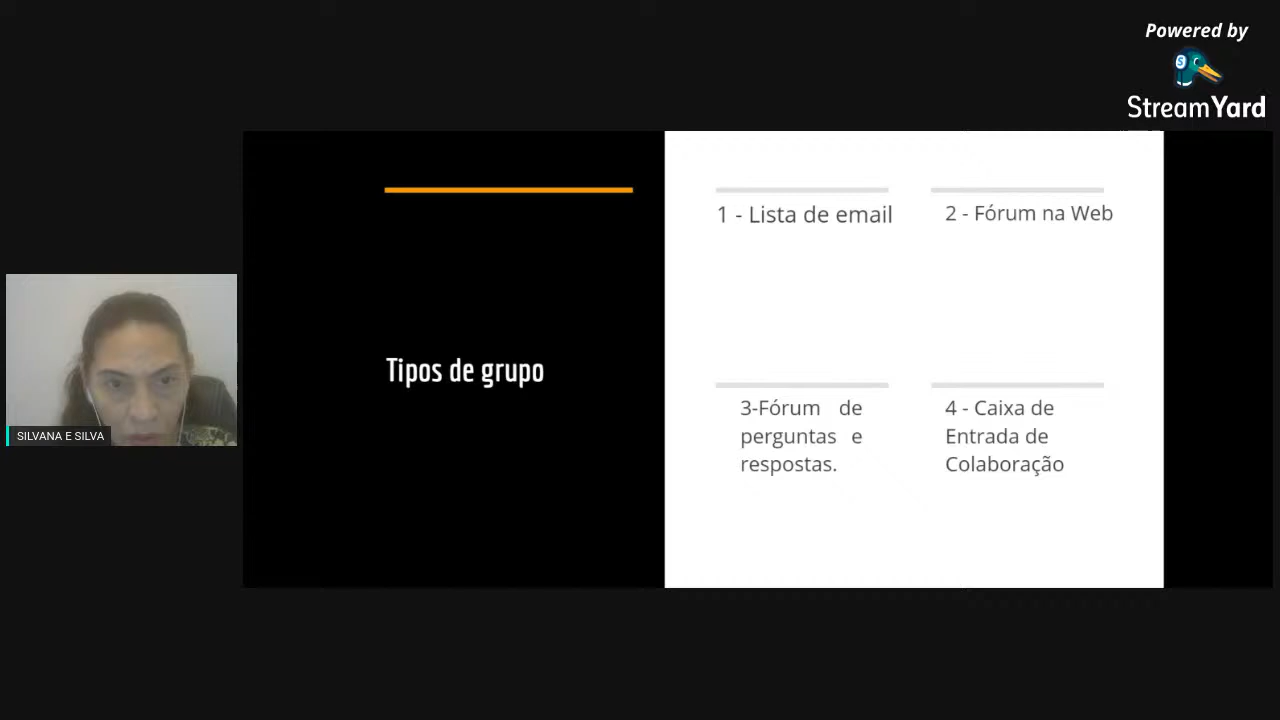 Powered by
StreamYard
SILVANA E SILVA
Tipos de grupo
1 - Lista de email
2 - Fórum na Web
3-Fórum de
perguntas e
respostas.
4 - Caixa de
Entrada de
Colaboração